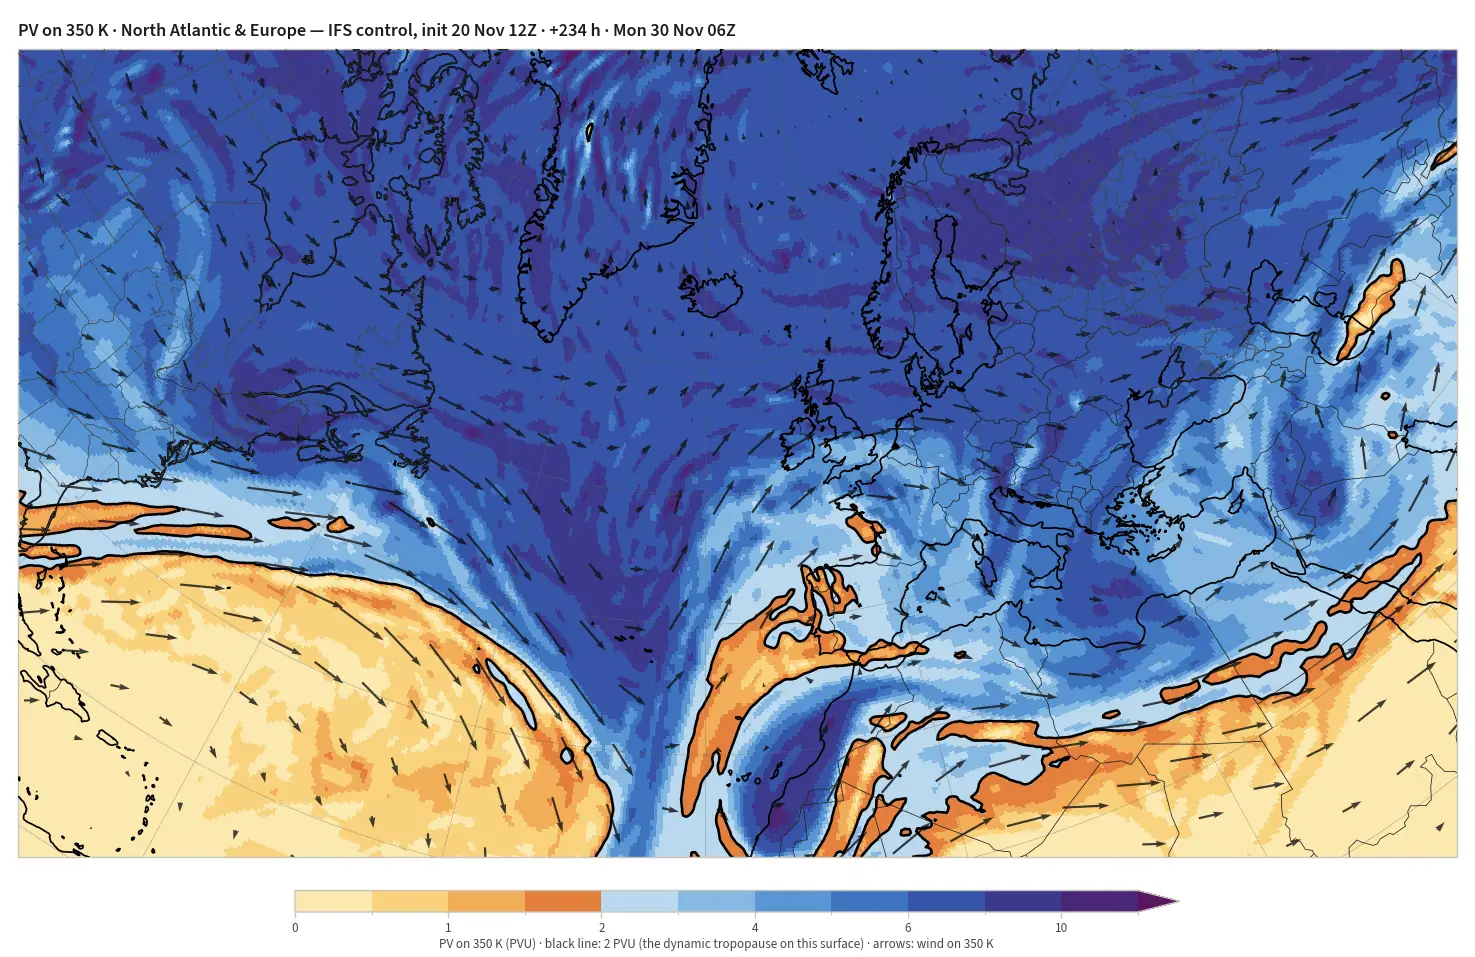 PV on 350 K · North Atlantic & Europe — IFS control, init 20 Nov 12Z · +234 h · Mon 30 Nov 06Z
0 1 2 4 6 10
PV on 350 K (PVU) · black line: 2 PVU (the dynamic tropopause on this surface) · arrows: wind on 350 K